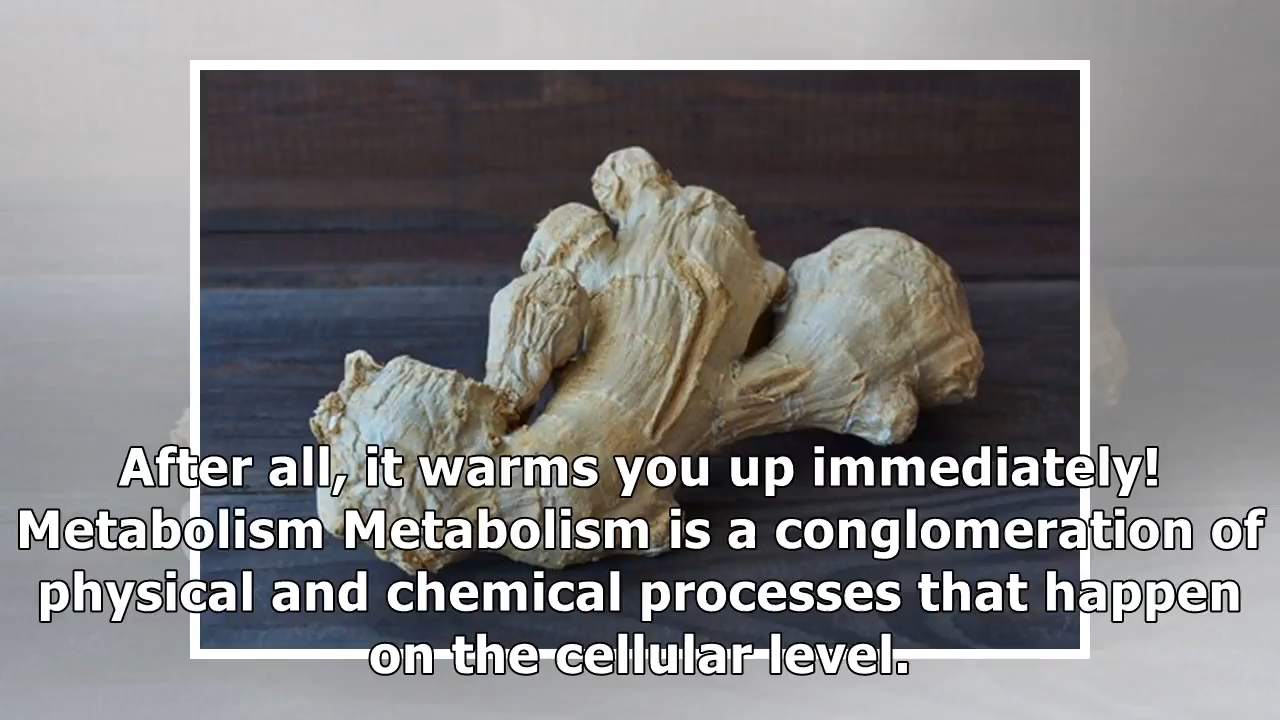 After all, it warms you up immediately!
Metabolism Metabolism is a conglomeration of
physical and chemical processes that happen
on the cellular level.